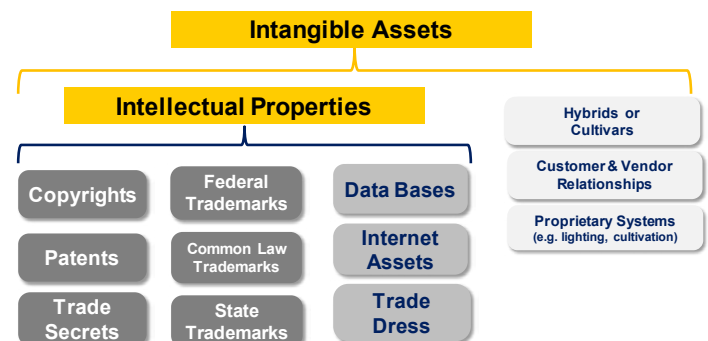 Intangible Assets
Intellectual Properties
Hybrids or
Cultivars
Customer & Vendor
Relationships
Proprietary Systems
(e.g. lighting, cultivation)
Copyrights
Federal
Trademarks
Data Bases
Patents
Common Law
Trademarks
Internet
Assets
Trade
Secrets
State
Trademarks
Trade
Dress